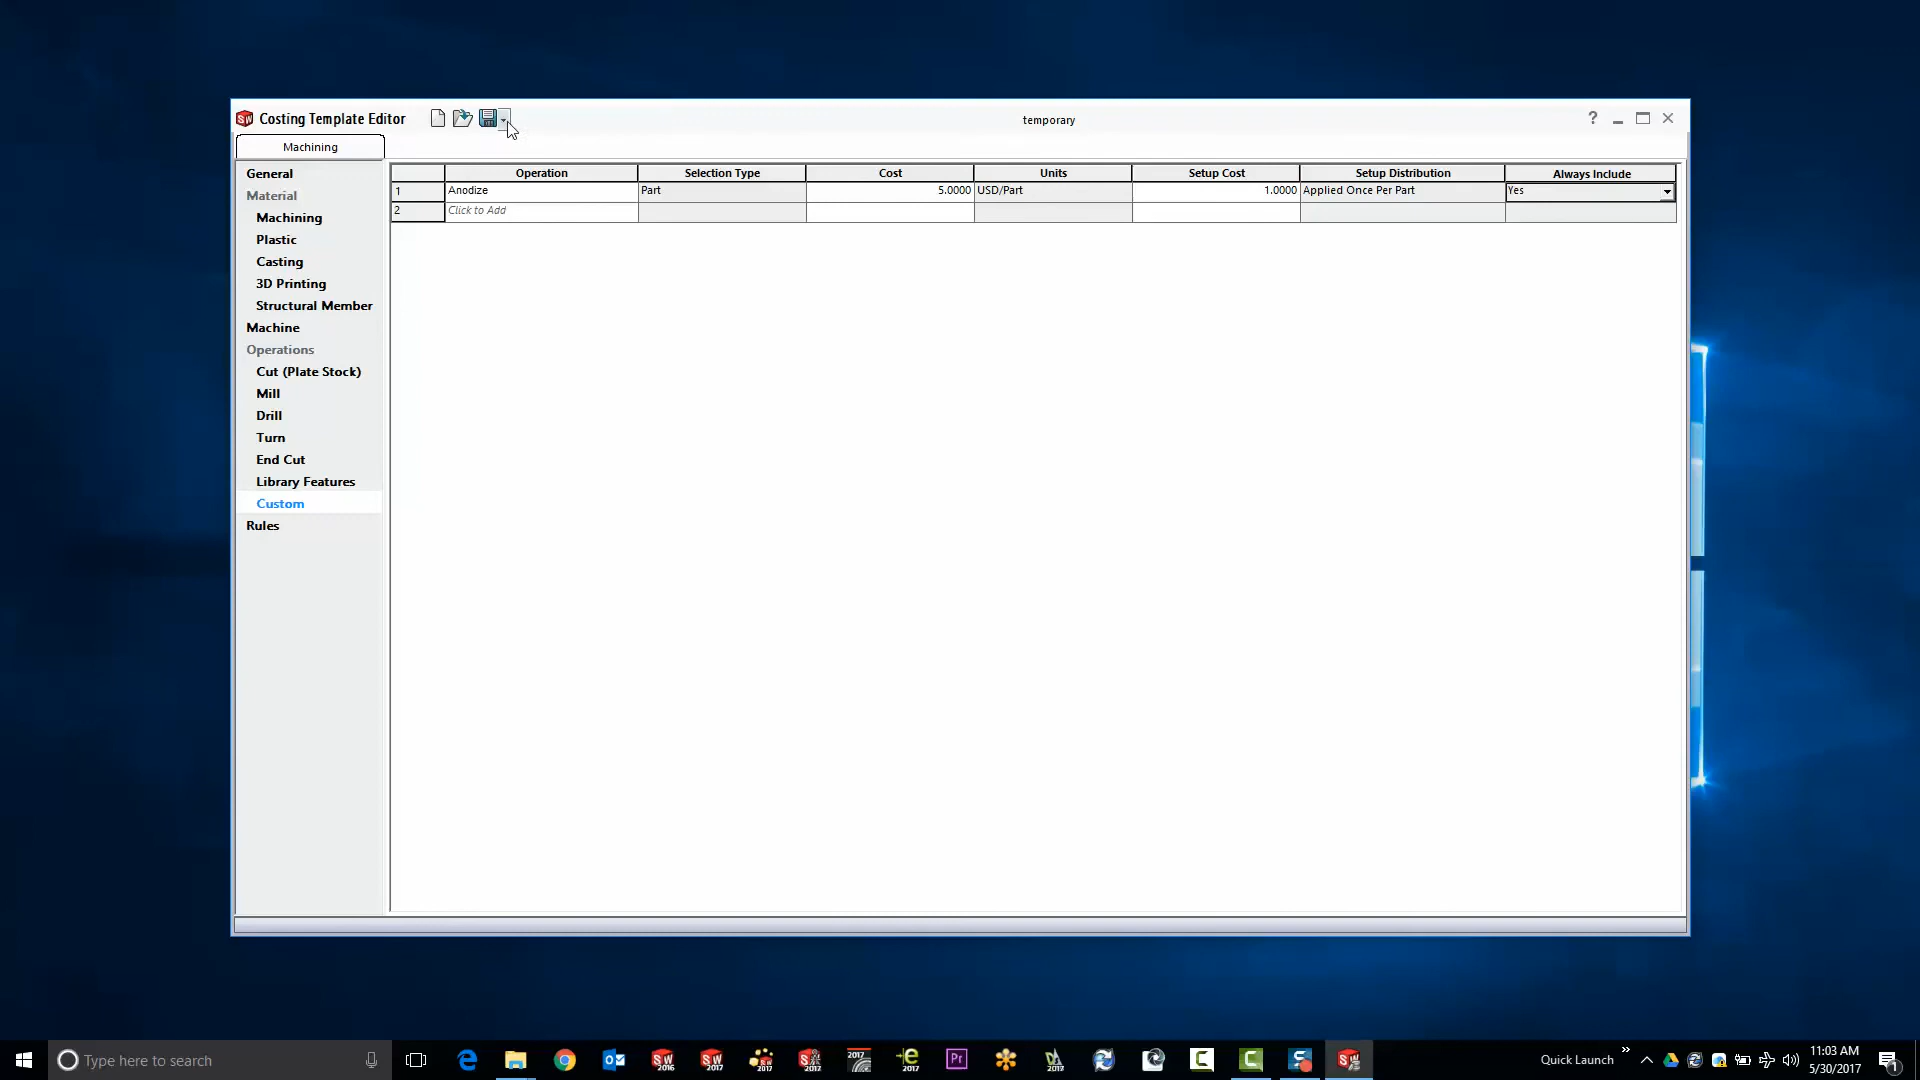 Costing Template Editor
temporary
?
Machining
General
Material
Machining
Plastic
Casting
3D Printing
Structural Member
Machine
Operations
Cut (Plate Stock)
Mill
Drill
Turn
End Cut
Library Features
Custom
Rules
Operation Selection Type Cost Units Setup Cost Setup Distribution Always Include
1 Anodize Part 5.0000 USD/Part 1.0000 Applied Once Per Part Yes
2 Click to Add
Type here to search
Quick Launch
11:03 AM
5/30/2017